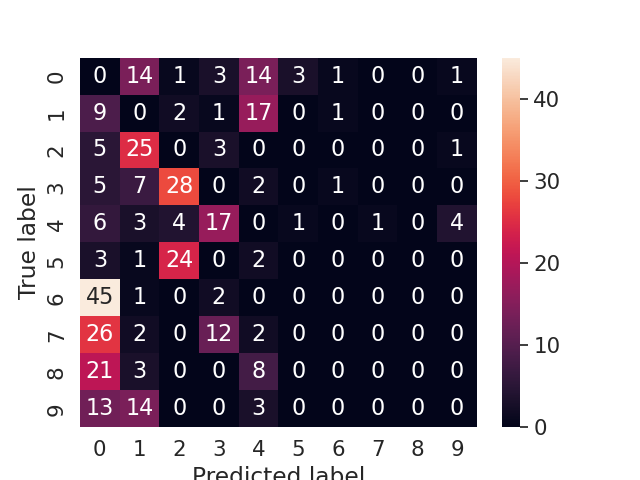 0 0 14 1 3 14 3 1 0 0 1
1 9 0 2 1 17 0 1 0 0 0
2 5 25 0 3 0 0 0 0 0 1
3 5 7 28 0 2 0 1 0 0 0
4 6 3 4 17 0 1 0 1 0 4
5 3 1 24 0 2 0 0 0 0 0
6 45 1 0 2 0 0 0 0 0 0
7 26 2 0 12 2 0 0 0 0 0
8 21 3 0 0 8 0 0 0 0 0
9 13 14 0 0 3 0 0 0 0 0
0 1 2 3 4 5 6 7 8 9
Predicted label
True label
40
30
20
10
0